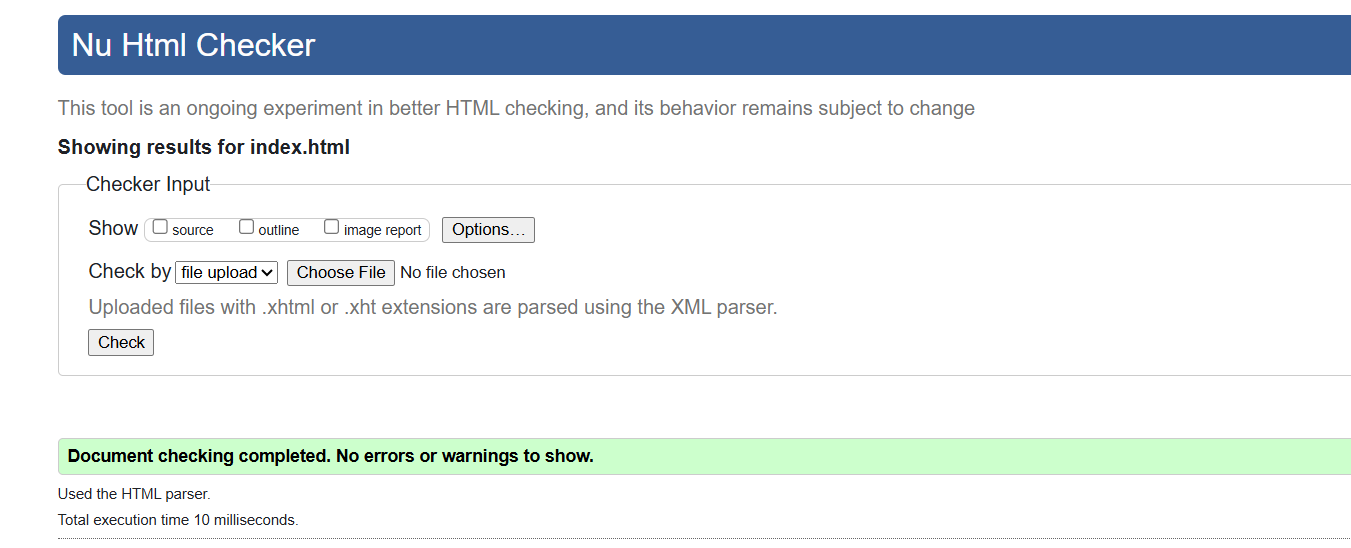 Nu Html Checker
This tool is an ongoing experiment in better HTML checking, and its behavior remains subject to change
Showing results for index.html
Checker Input
Show source outline image report Options...
Check by file upload Choose File No file chosen
Uploaded files with .xhtml or .xht extensions are parsed using the XML parser.
Check
Document checking completed. No errors or warnings to show.
Used the HTML parser.
Total execution time 10 milliseconds.